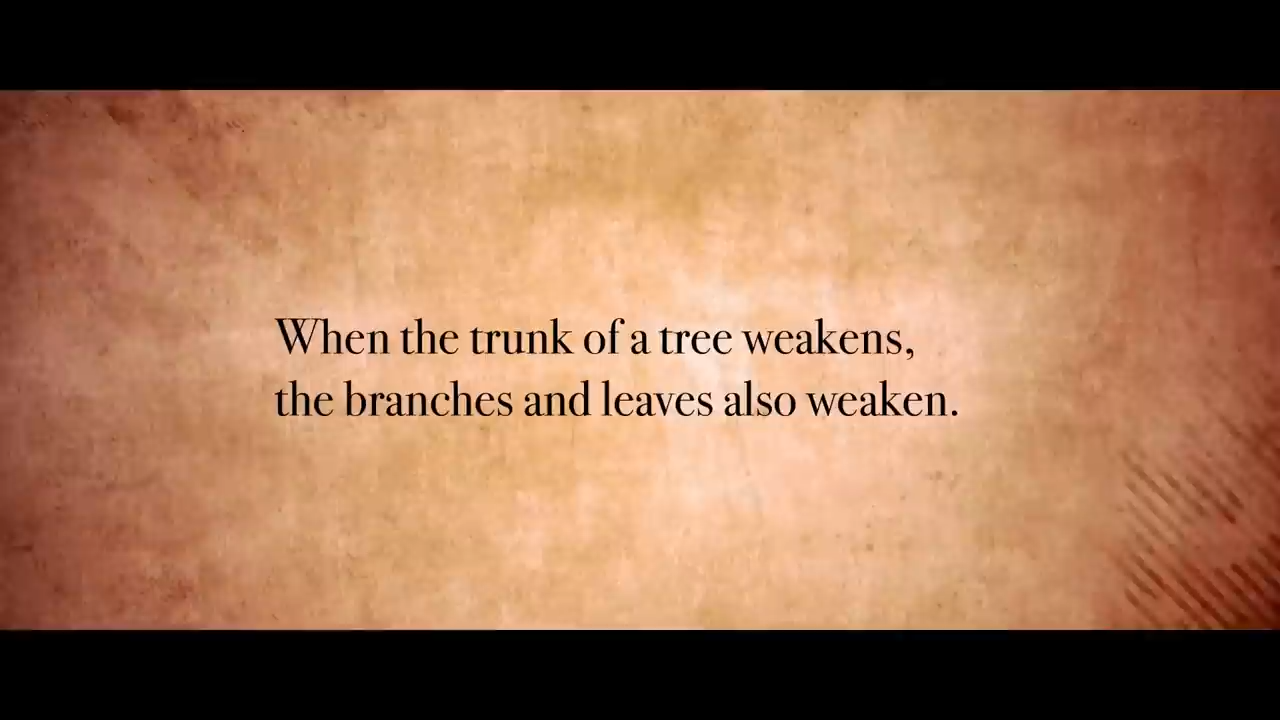 When the trunk of a tree weakens,
the branches and leaves also weaken.